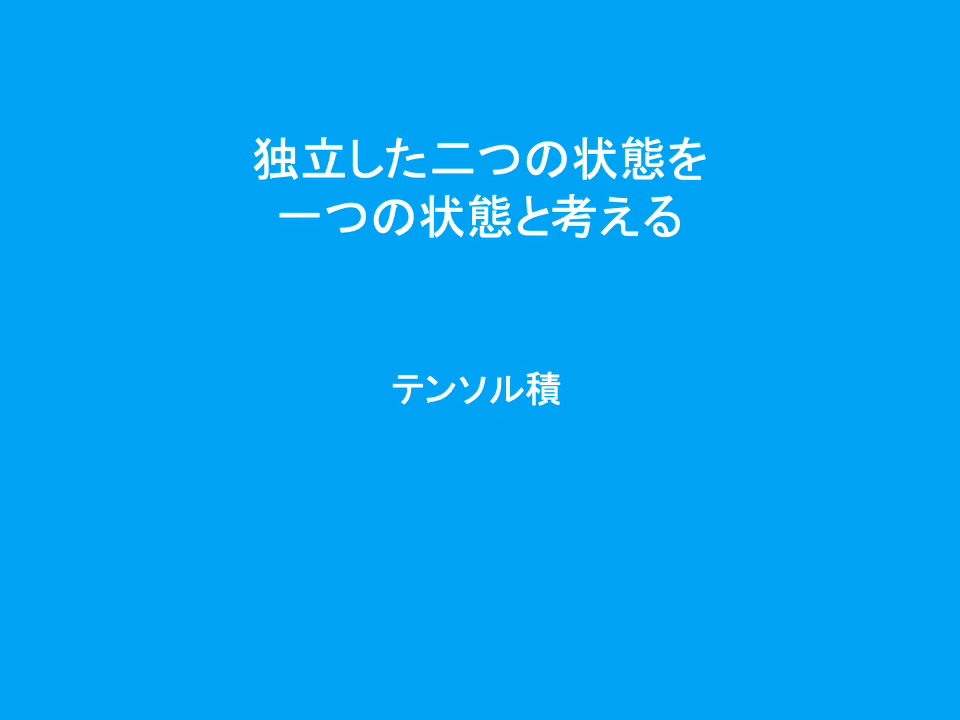 独立した二つの状態を
一つの状態と考える
テンソル積